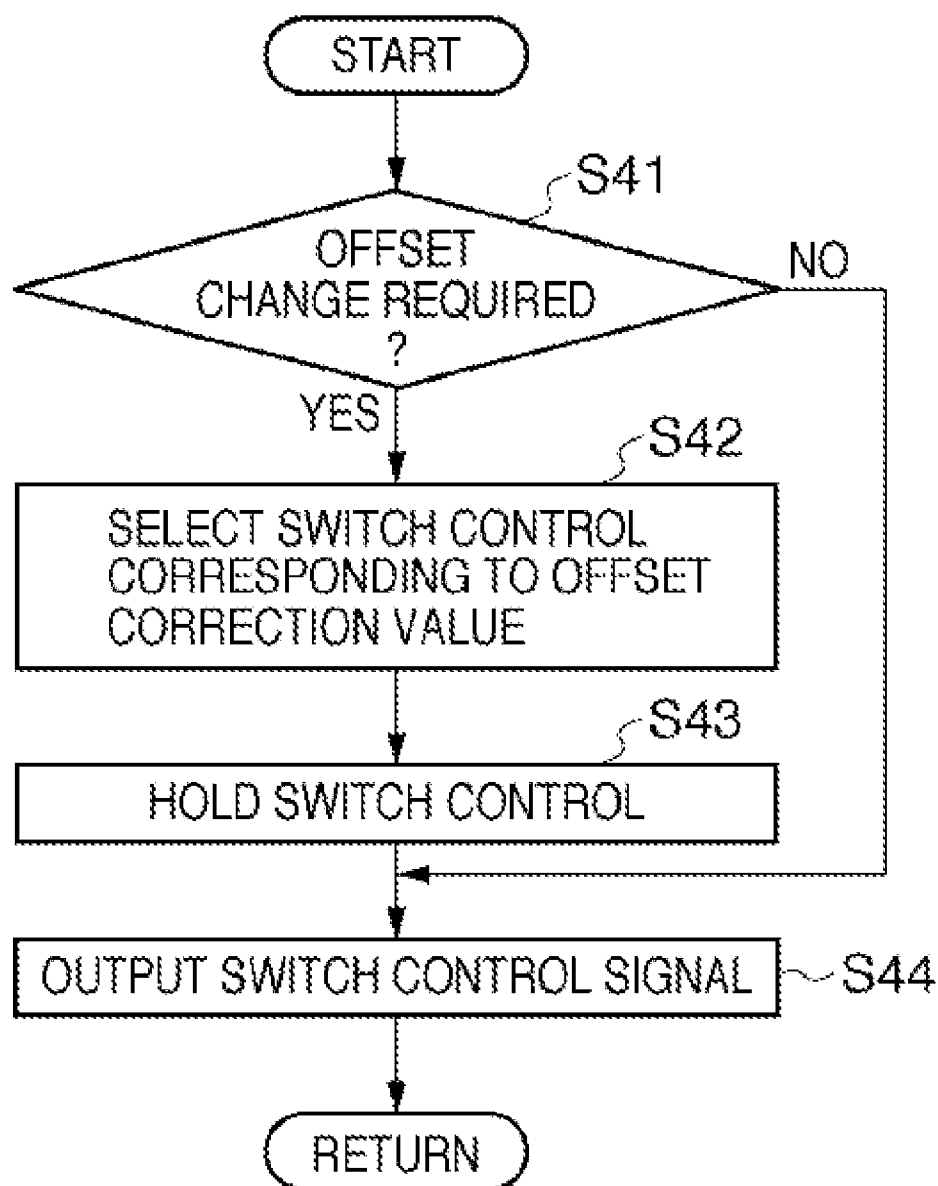 START
S41
OFFSET
CHANGE REQUIRED
?
NO
YES
S42
SELECT SWITCH CONTROL
CORRESPONDING TO OFFSET
CORRECTION VALUE
S43
HOLD SWITCH CONTROL
OUTPUT SWITCH CONTROL SIGNAL
S44
RETURN